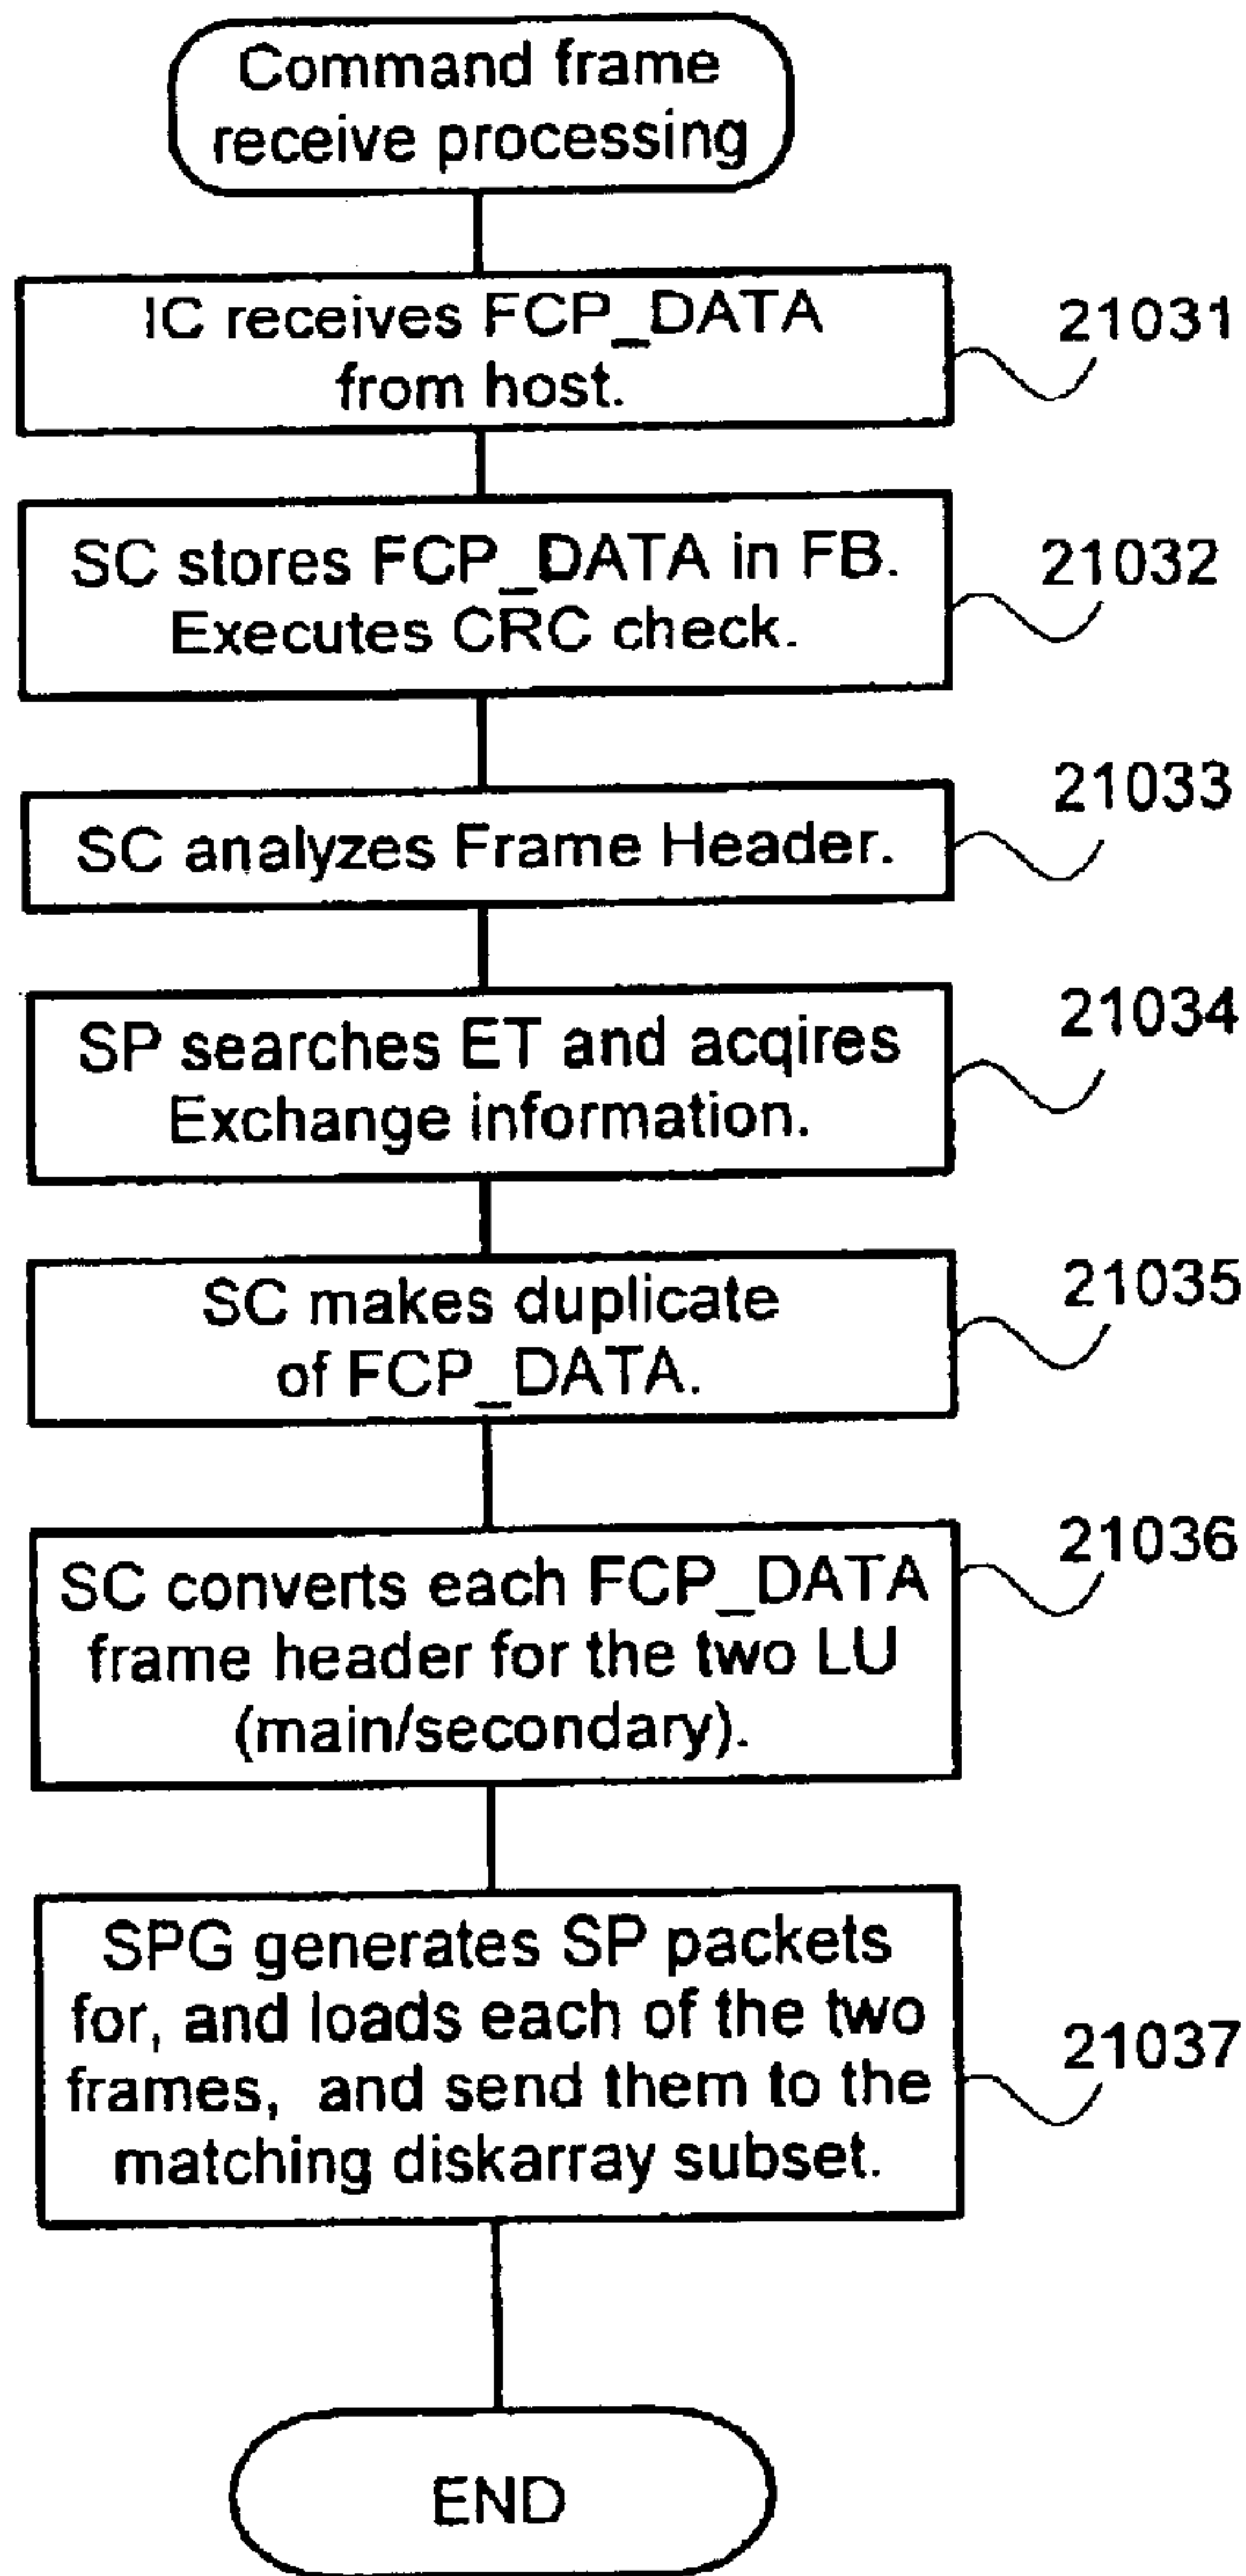 Command frame
receive processing
IC receives FCP_DATA
from host.
21031
SC stores FCP_DATA in FB.
Executes CRC check.
21032
SC analyzes Frame Header.
21033
SP searches ET and acqires
Exchange information.
21034
SC makes duplicate
of FCP_DATA.
21035
SC converts each FCP_DATA
frame header for the two LU
(main/secondary).
21036
SPG generates SP packets
for, and loads each of the two
frames, and send them to the
matching diskarray subset.
21037
END